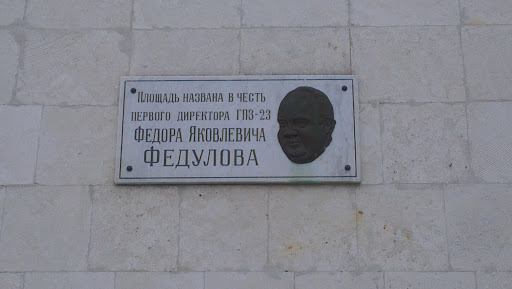 Площадь названа в честь
первого директора ГПЗ-23
Федора Яковлевича
Федулова